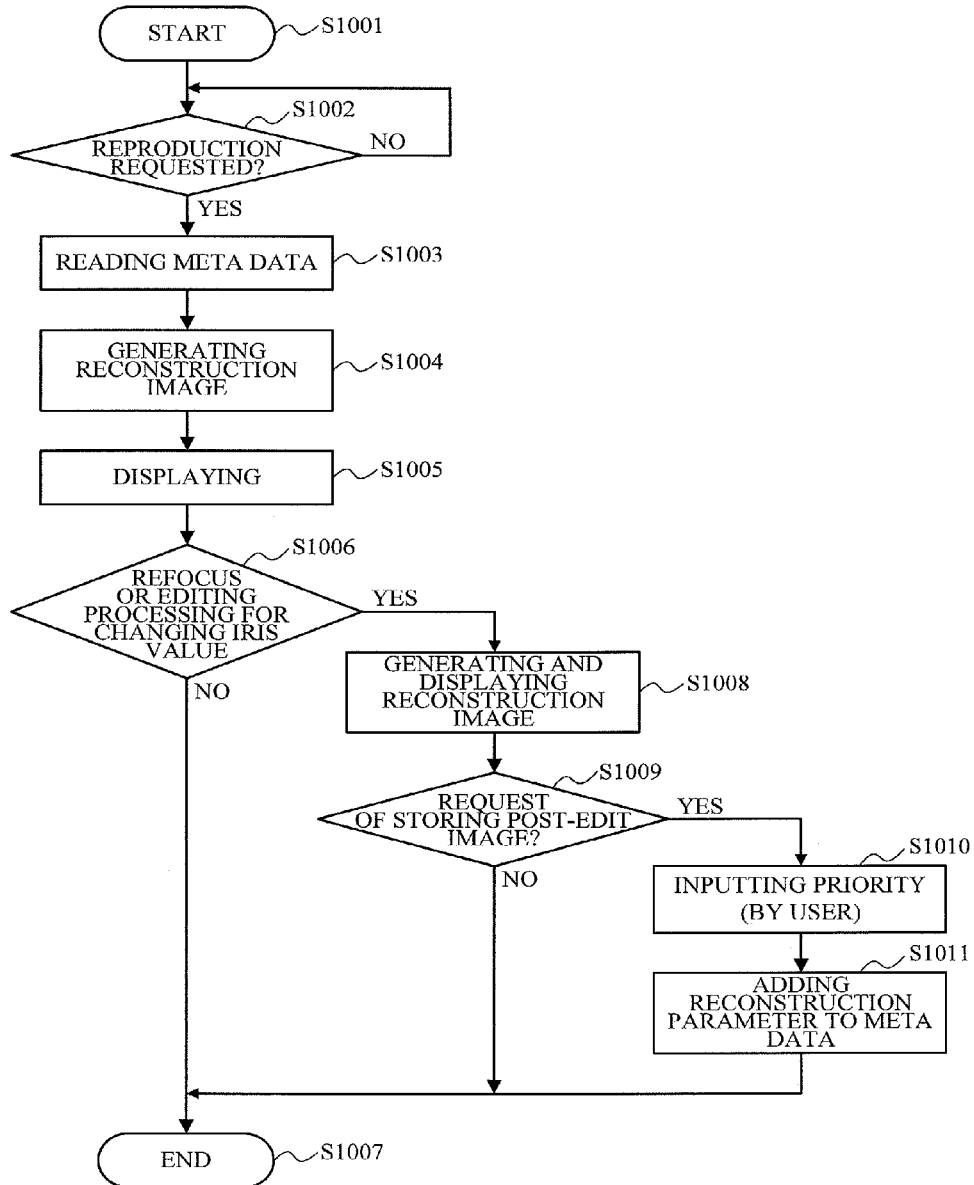 START
S1001
S1002
REPRODUCTION
REQUESTED?
NO
YES
READING META DATA
S1003
GENERATING
RECONSTRUCTION
IMAGE
S1004
DISPLAYING
S1005
S1006
REFOCUS
OR EDITING
PROCESSING FOR
CHANGING IRIS
VALUE
YES
NO
GENERATING AND
DISPLAYING
RECONSTRUCTION
IMAGE
S1008
S1009
REQUEST
OF STORING POST-EDIT
IMAGE?
YES
NO
S1010
INPUTTING PRIORITY
(BY USER)
S1011
ADDING
RECONSTRUCTION
PARAMETER TO META
DATA
END
S1007